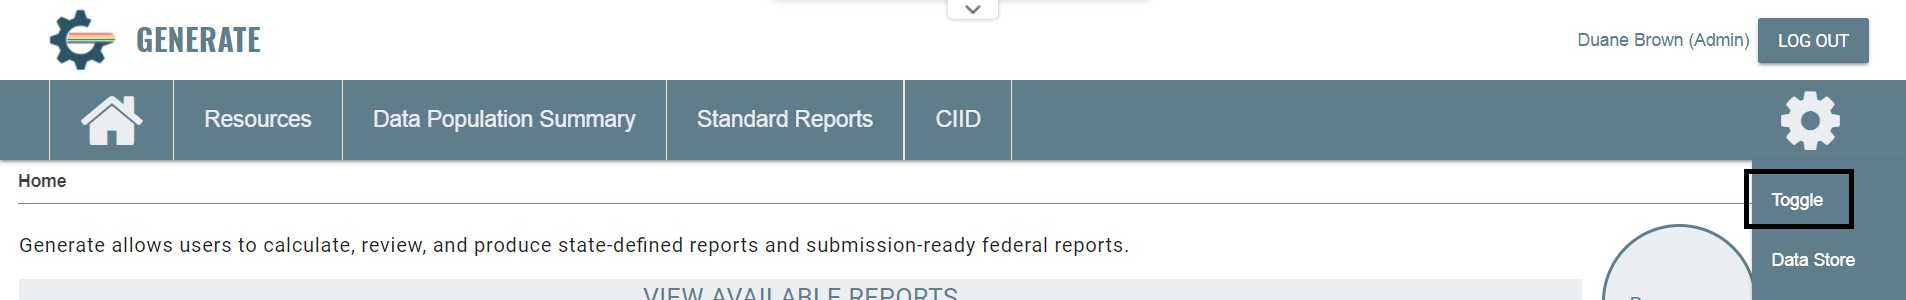 GENERATE
Duane Brown (Admin)
LOG OUT
Resources
Data Population Summary
Standard Reports
CIID
Home
Toggle
Generate allows users to calculate, review, and produce state-defined reports and submission-ready federal reports.
Data Store
VIEW AVAILABLE REPORTS